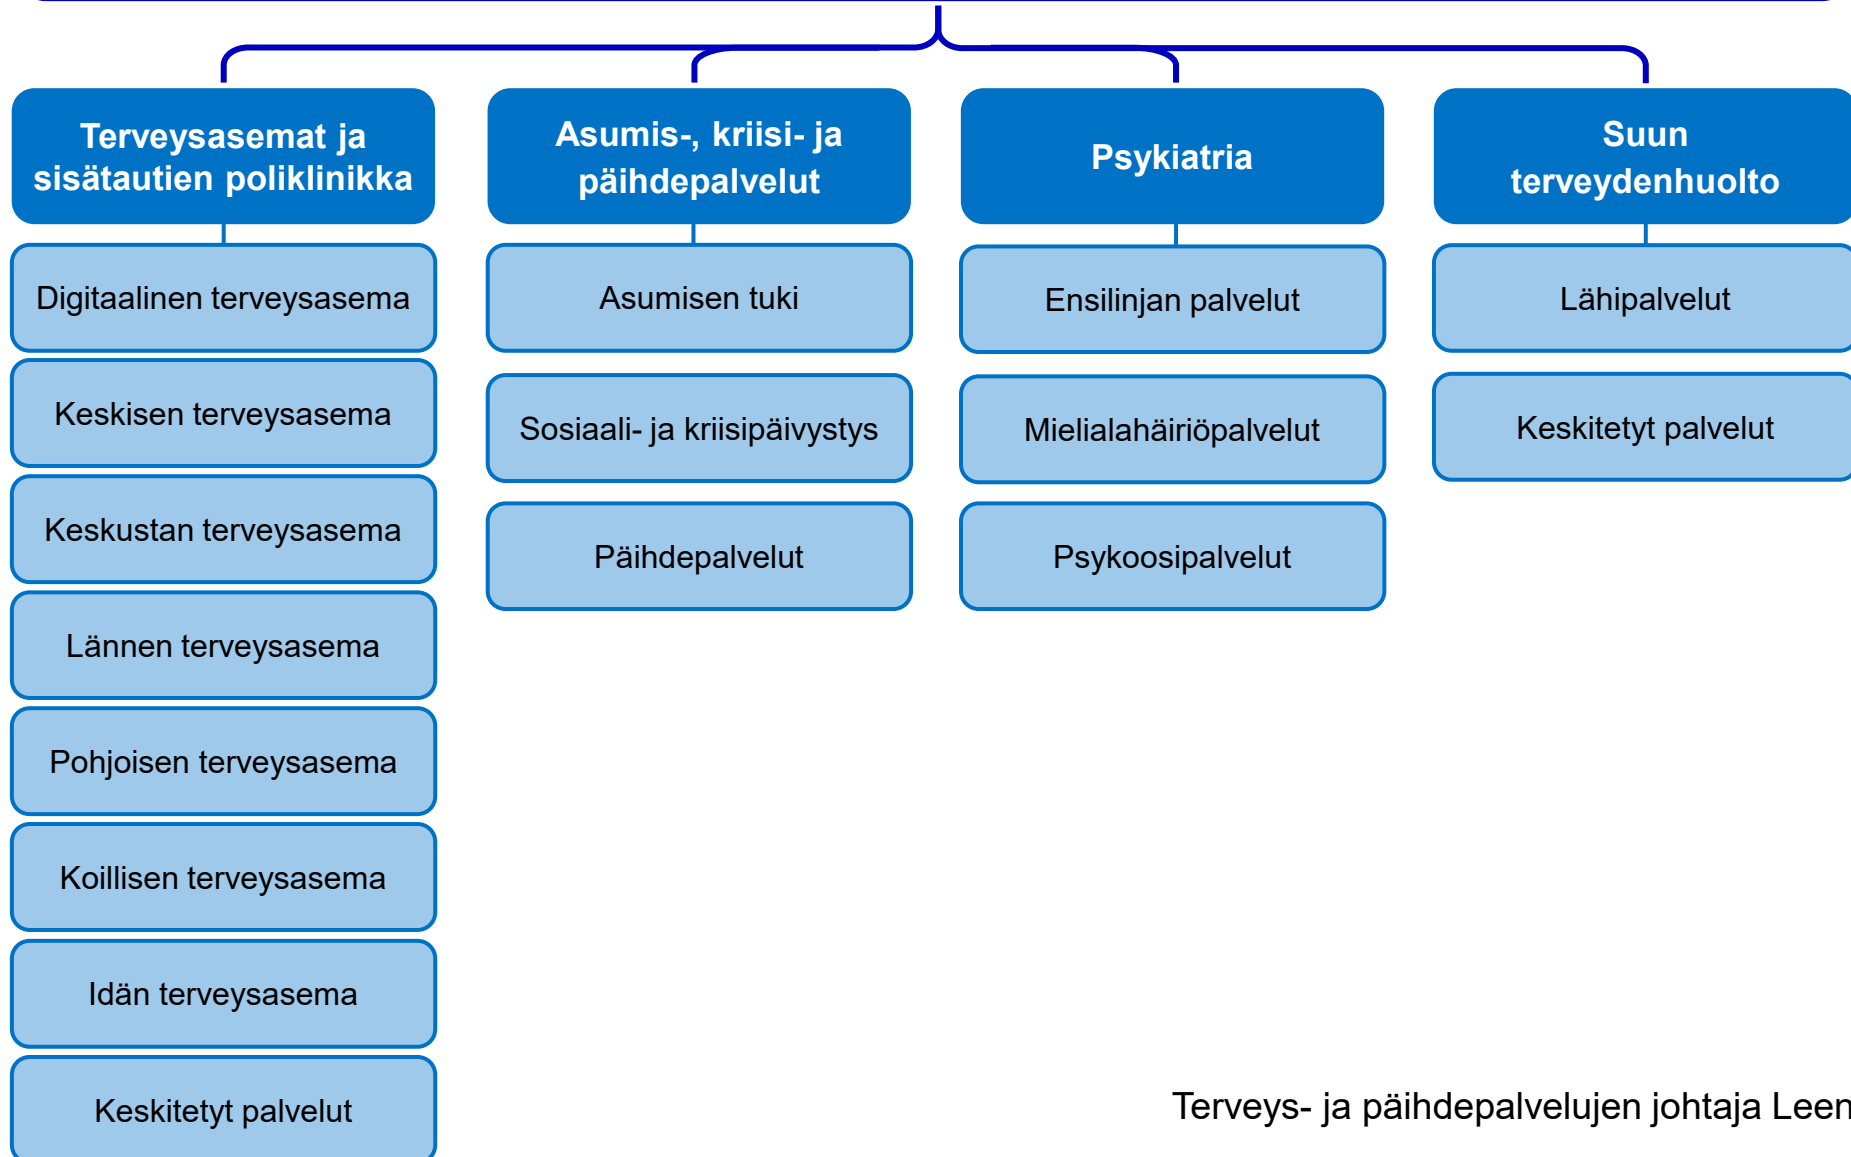 Terveysasemat ja
sisätautien poliklinikka
Digitaalinen terveysasema
Keskisen terveysasema
Keskustan terveysasema
Lännen terveysasema
Pohjoisen terveysasema
Koillisen terveysasema
Idän terveysasema
Keskitetyt palvelut
Asumis-, kriisi- ja
päihdepalvelut
Asumisen tuki
Sosiaali- ja kriisipäivystys
Päihdepalvelut
Psykiatria
Ensilinjan palvelut
Mielialahäiriöpalvelut
Psykoosipalvelut
Suun
terveydenhuolto
Lähipalvelut
Keskitetyt palvelut
Terveys- ja päihdepalvelujen johtaja Leen